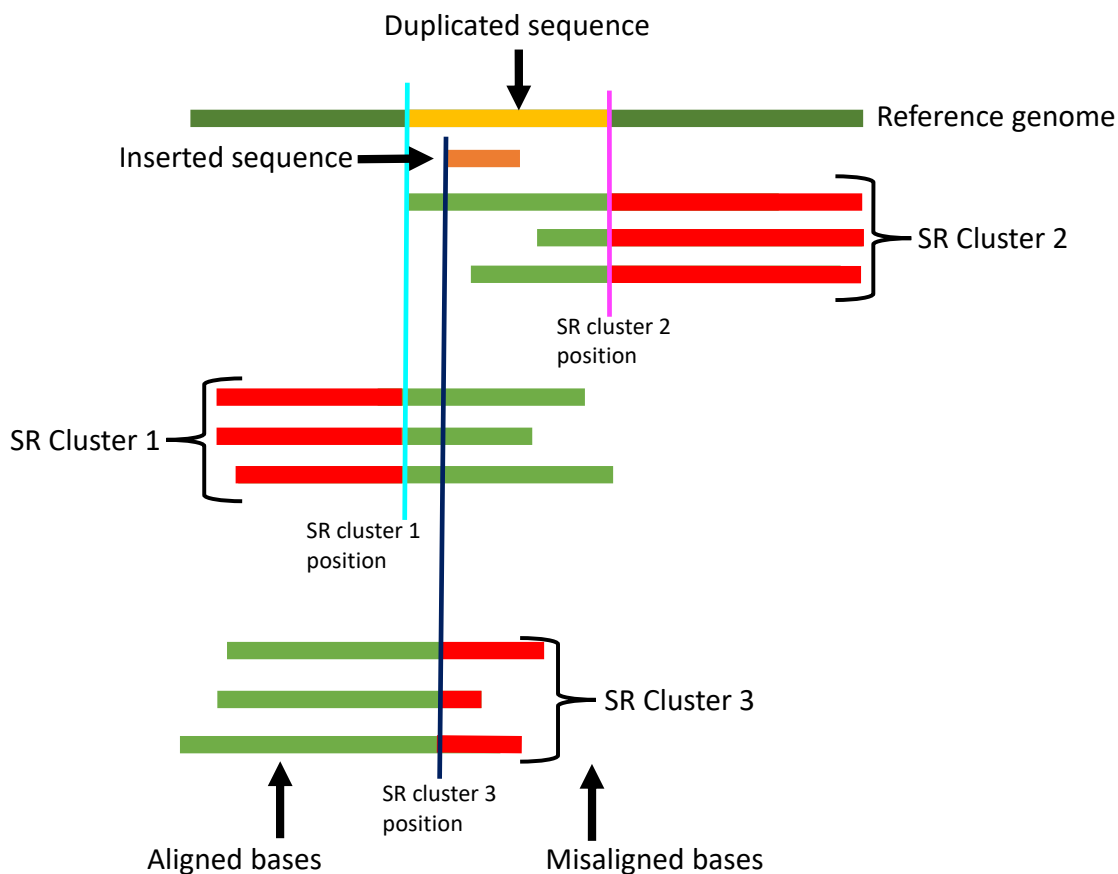 Duplicated sequence
Reference genome
Inserted sequence
SR Cluster 2
SR cluster 2
position
SR Cluster 1
SR cluster 1
position
SR Cluster 3
SR cluster 3
position
Aligned bases
Misaligned bases